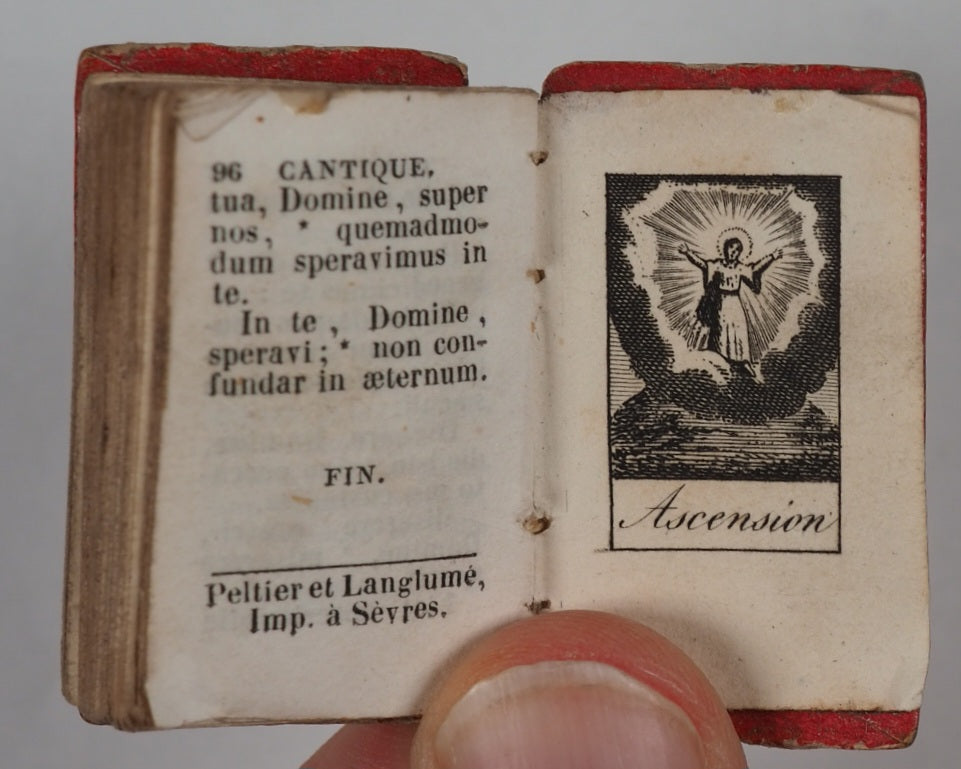 96 CANTIQUE.
tua, Domine, super
nos, * quemadmo-
dum speravimus in
te.
In te, Domine,
speravi; * non con-
fundar in æternum.
FIN.
Peltier et Langlumé,
Imp. à Sèvres.
Ascension